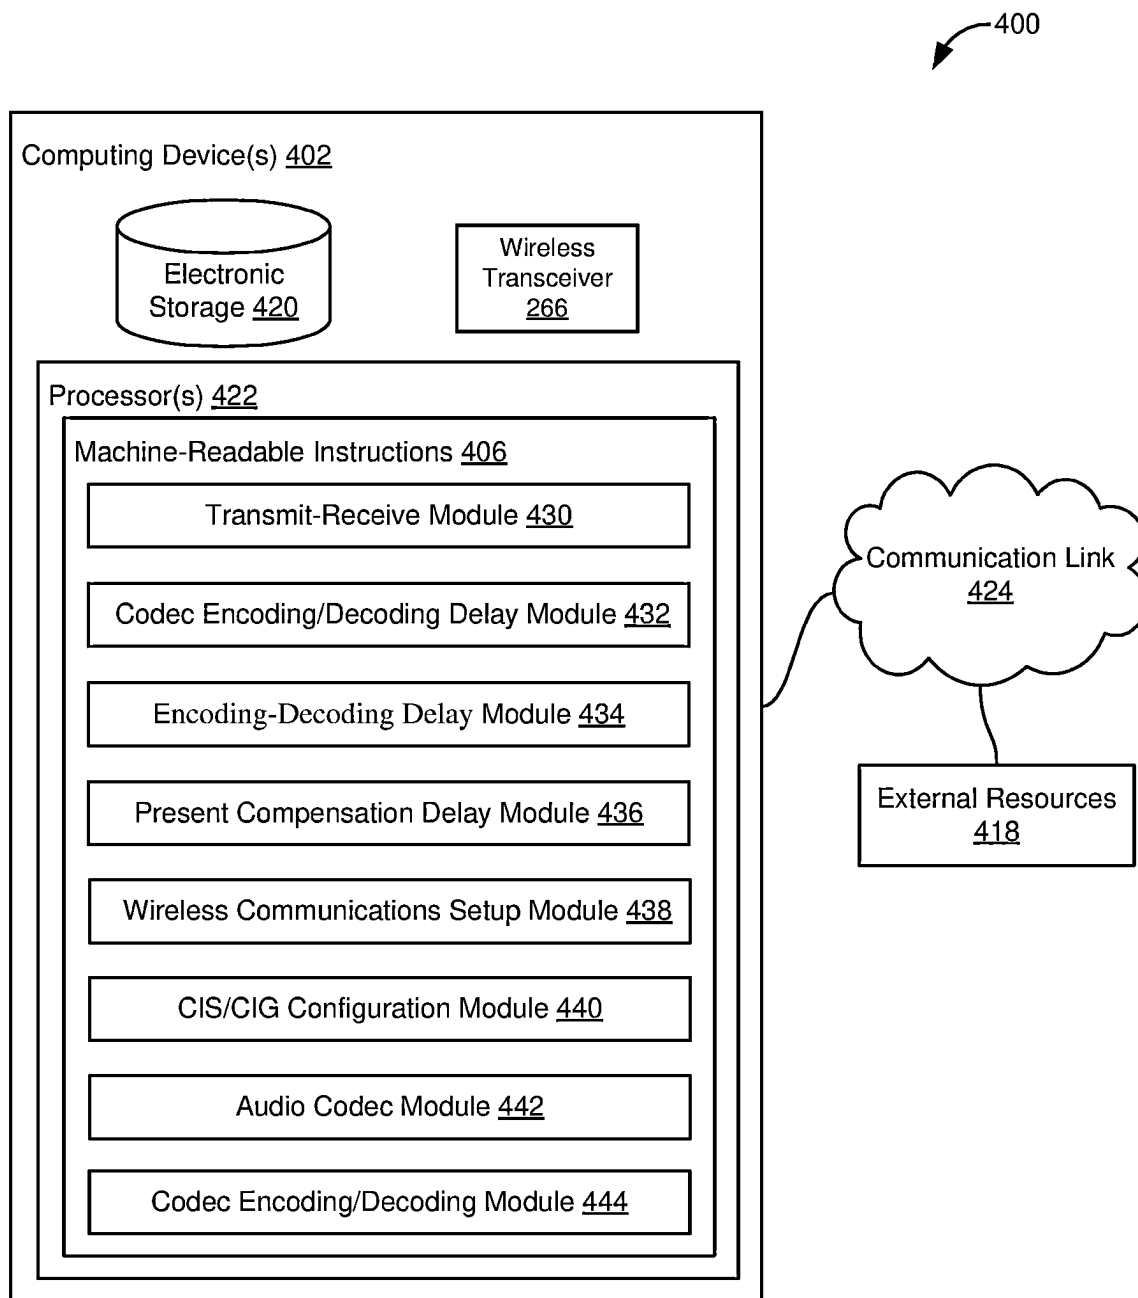 400
Computing Device(s) 402
Electronic
Storage 420
Wireless
Transceiver
266
Processor(s) 422
Machine-Readable Instructions 406
Transmit-Receive Module 430
Codec Encoding/Decoding Delay Module 432
Encoding-Decoding Delay Module 434
Present Compensation Delay Module 436
Wireless Communications Setup Module 438
CIS/CIG Configuration Module 440
Audio Codec Module 442
Codec Encoding/Decoding Module 444
Communication Link
424
External Resources
418